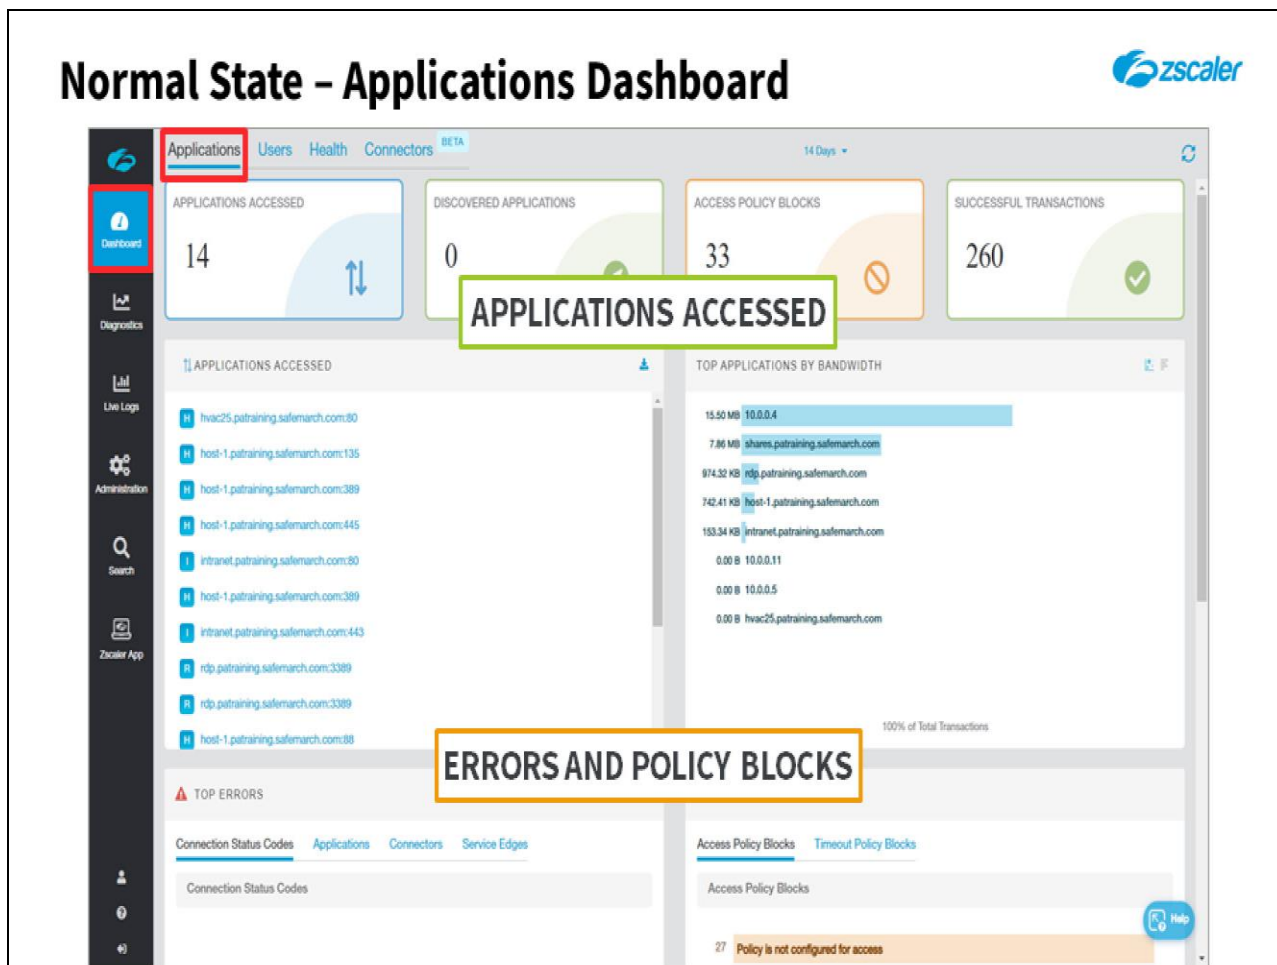 Normal State – Applications Dashboard
zscaler
Applications Users Health Connectors BETA
14 Days
Dashboard
Diagnostics
Live Logs
Administration
Search
Zscaler App
APPLICATIONS ACCESSED
14
DISCOVERED APPLICATIONS
0
ACCESS POLICY BLOCKS
33
SUCCESSFUL TRANSACTIONS
260
APPLICATIONS ACCESSED
APPLICATIONS ACCESSED
H hvac25.patraining.safemarch.com:80
H host-1.patraining.safemarch.com:135
H host-1.patraining.safemarch.com:389
H host-1.patraining.safemarch.com:445
I intranet.patraining.safemarch.com:80
H host-1.patraining.safemarch.com:389
I intranet.patraining.safemarch.com:443
R rdp.patraining.safemarch.com:3389
R rdp.patraining.safemarch.com:3389
H host-1.patraining.safemarch.com:88
TOP APPLICATIONS BY BANDWIDTH
15.50 MB 10.0.0.4
7.86 MB shares.patraining.safemarch.com
974.32 KB rdp.patraining.safemarch.com
742.41 KB host-1.patraining.safemarch.com
153.34 KB intranet.patraining.safemarch.com
0.00 B 10.0.0.11
0.00 B 10.0.0.5
0.00 B hvac25.patraining.safemarch.com
100% of Total Transactions
ERRORS AND POLICY BLOCKS
TOP ERRORS
Connection Status Codes Applications Connectors Service Edges
Connection Status Codes
Access Policy Blocks Timeout Policy Blocks
Access Policy Blocks
27 Policy is not configured for access
Help